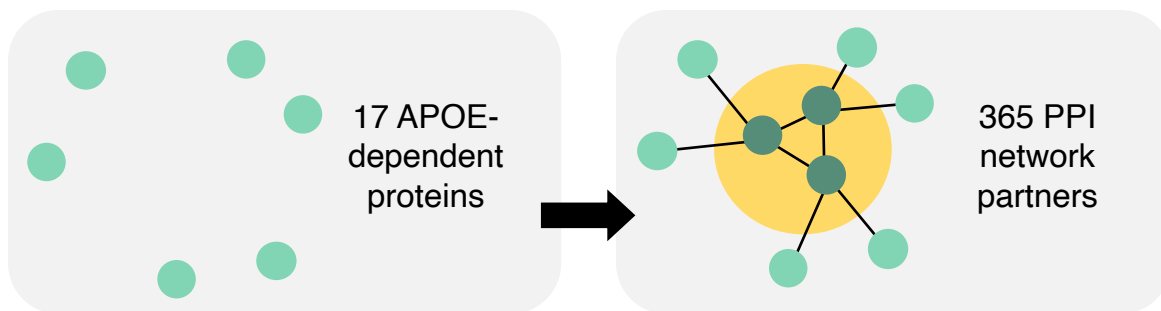 17 APOE-
dependent
proteins
365 PPI
network
partners